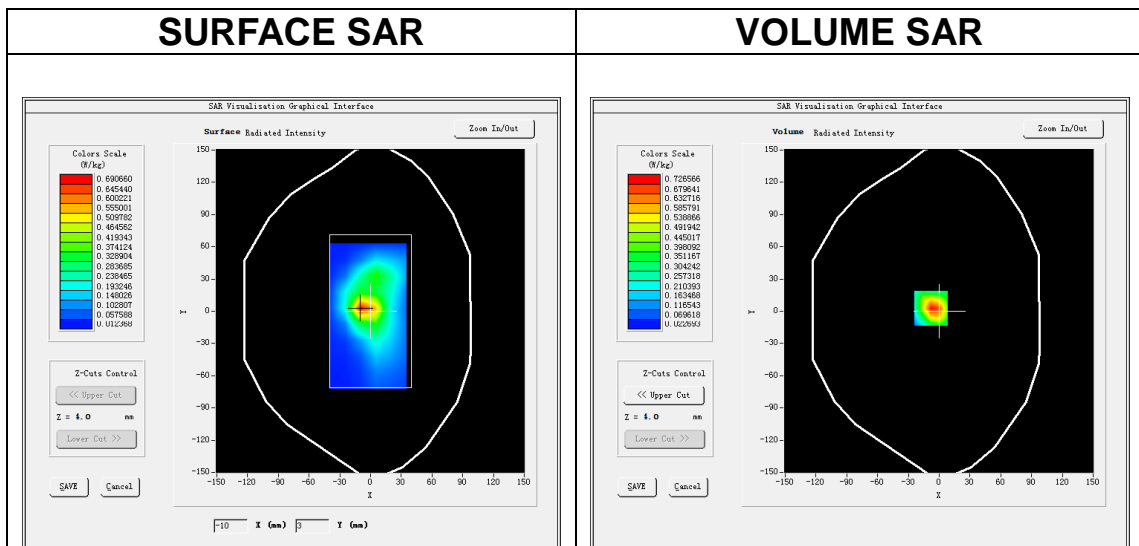 SURFACE SAR
VOLUME SAR
SAR Visualisation Graphical Interface
Surface Radiated Intensity
Zoom In/Out
Colors Scale
(W/kg)
0.690660
0.645440
0.600221
0.555001
0.509782
0.464562
0.419343
0.374124
0.328904
0.283685
0.238465
0.193246
0.148026
0.102807
0.057588
0.012368
Z-Cuts Control
<< Upper Cut
Z = 4.0 mm
Lower Cut >>
SAVE
Cancel
150
120
90
60
30
0
-30
-60
-90
-120
-150
Y
-150 -120 -90 -60 -30 0 30 60 90 120 150
X
-10 X (mm) 3 Y (mm)
SAR Visualisation Graphical Interface
Volume Radiated Intensity
Zoom In/Out
Colors Scale
(W/kg)
0.726566
0.679641
0.632716
0.585791
0.538866
0.491942
0.445017
0.398092
0.351167
0.304242
0.257318
0.210393
0.163468
0.116543
0.069618
0.022693
Z-Cuts Control
<< Upper Cut
Z = 4.0 mm
Lower Cut >>
SAVE
Cancel
150
120
90
60
30
0
-30
-60
-90
-120
-150
Y
-150 -120 -90 -60 -30 0 30 60 90 120 150
X